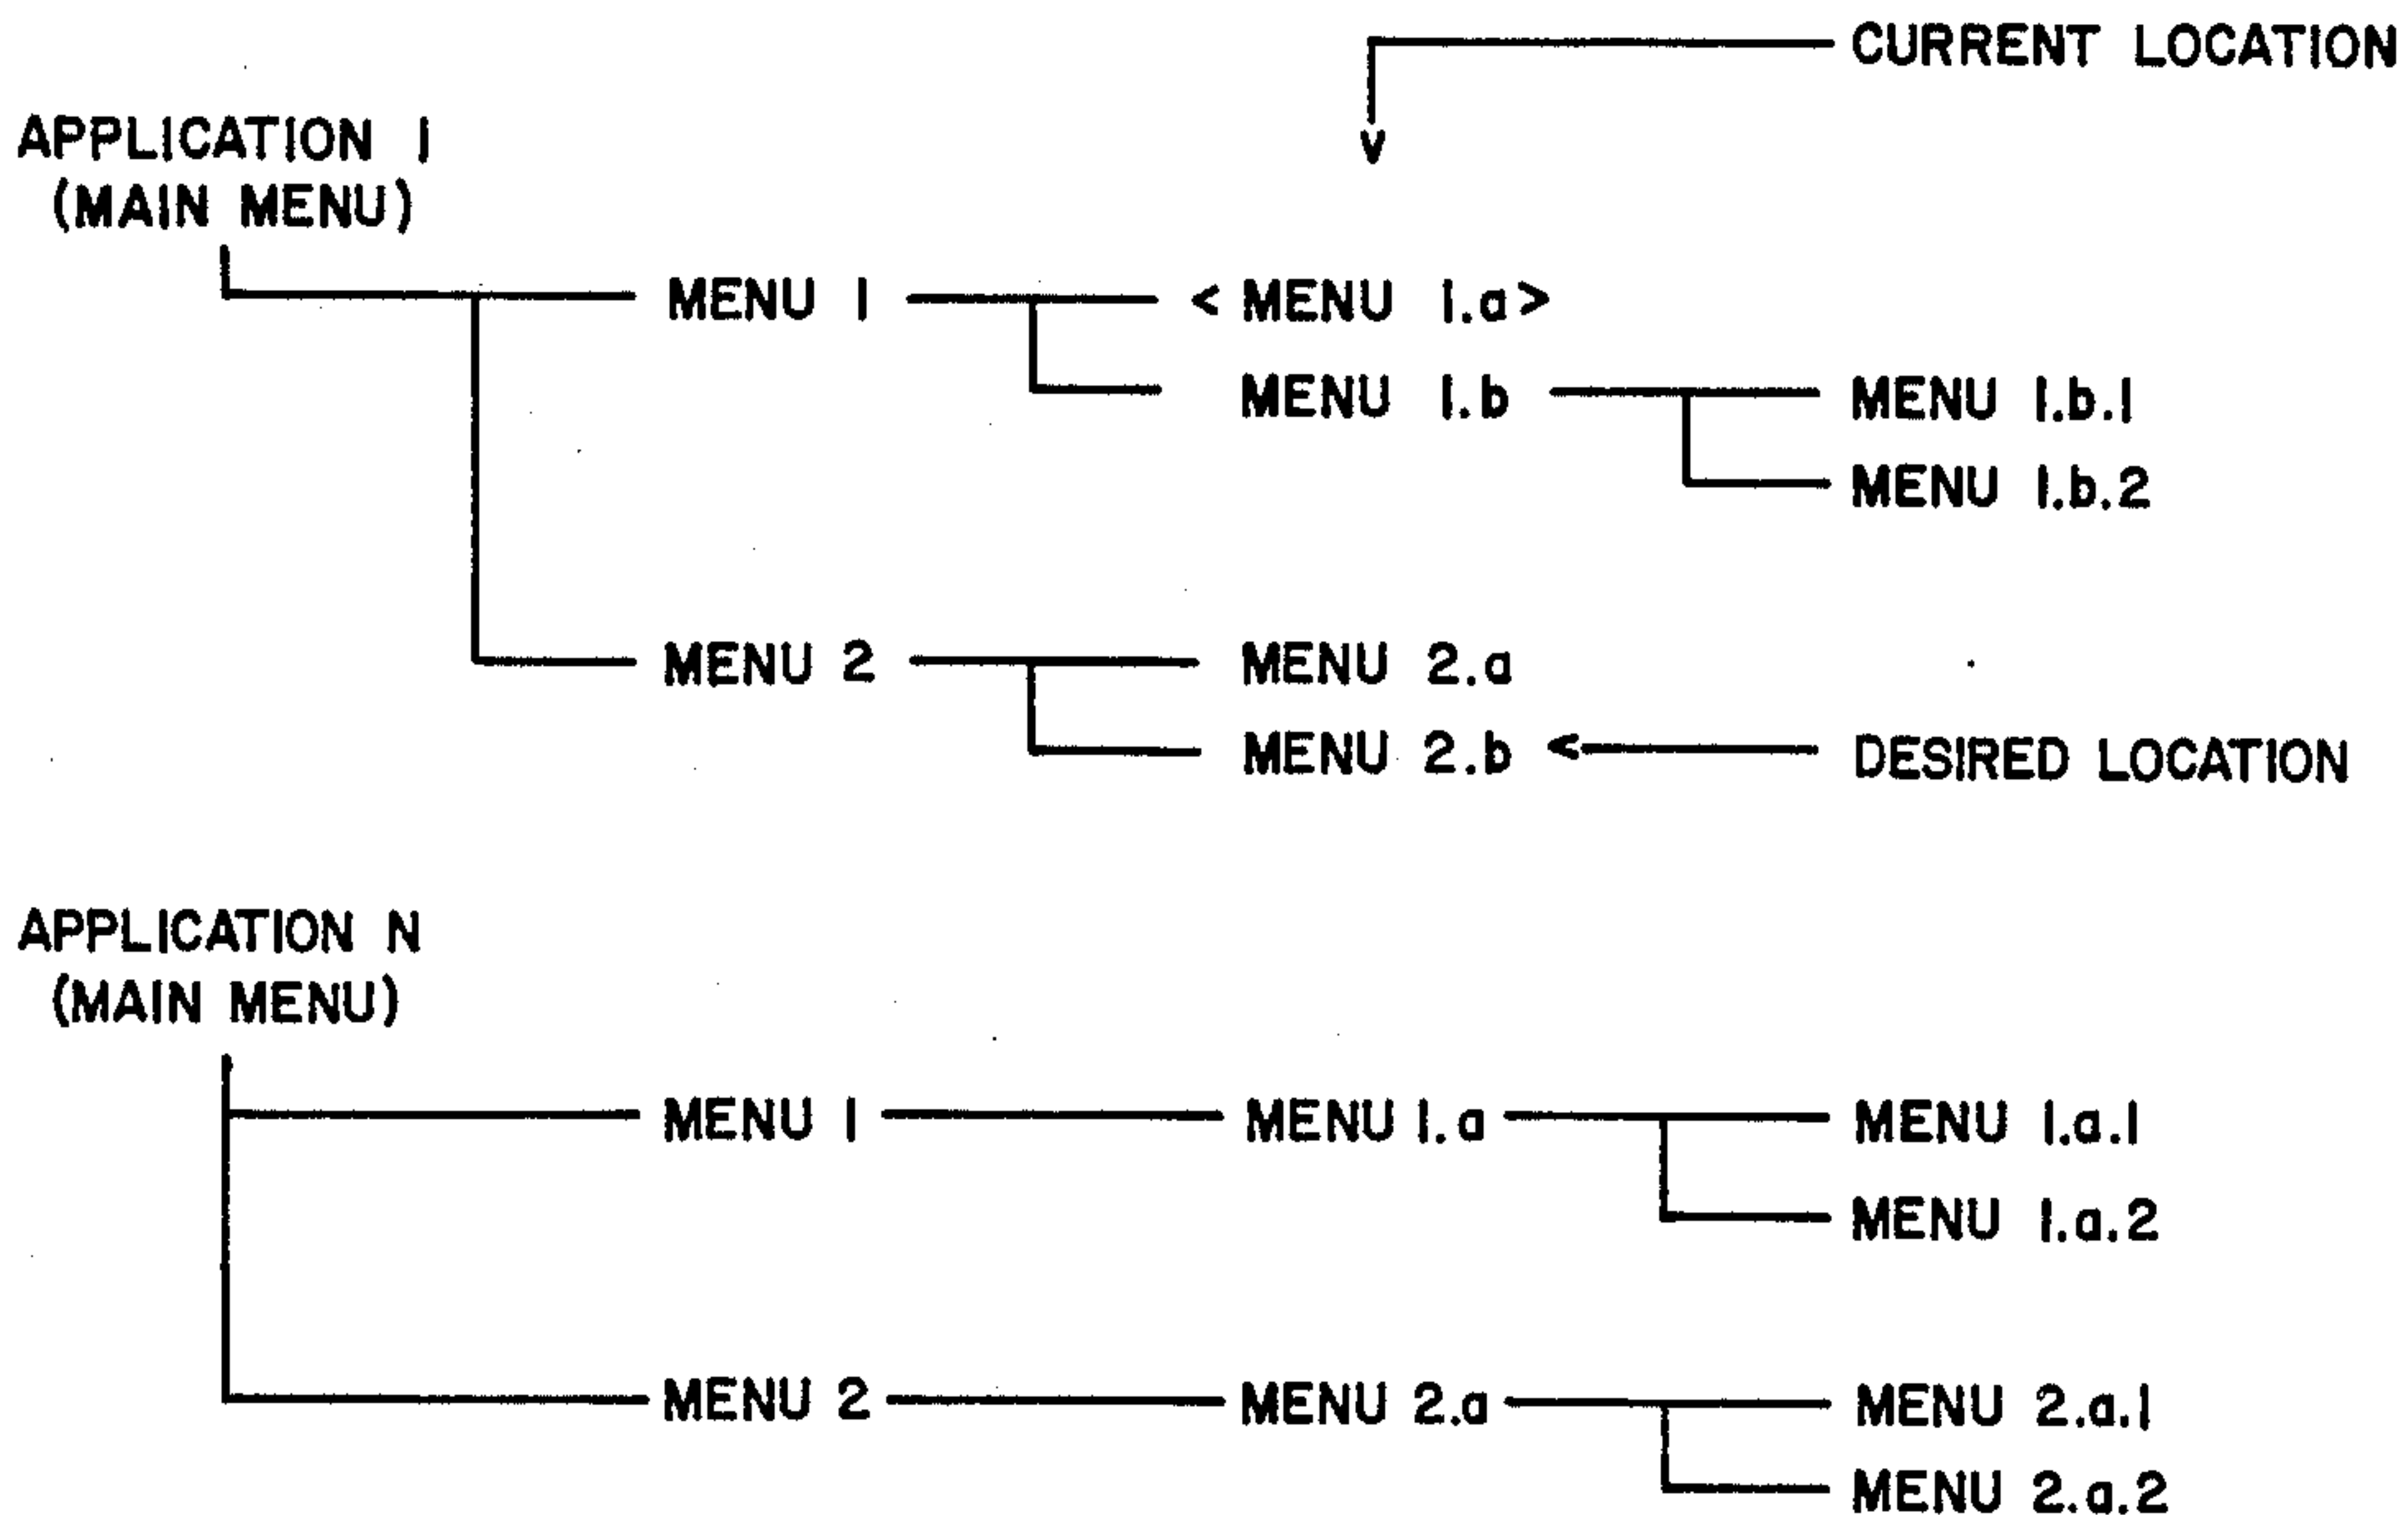 CURRENT LOCATION
APPLICATION 1
(MAIN MENU)
MENU 1 < MENU 1.a>
MENU 1.b MENU 1.b.1
MENU 1.b.2
MENU 2 MENU 2.a
MENU 2.b DESIRED LOCATION
APPLICATION N
(MAIN MENU)
MENU 1 MENU 1.a MENU 1.a.1
MENU 1.a.2
MENU 2 MENU 2.a MENU 2.a.1
MENU 2.a.2